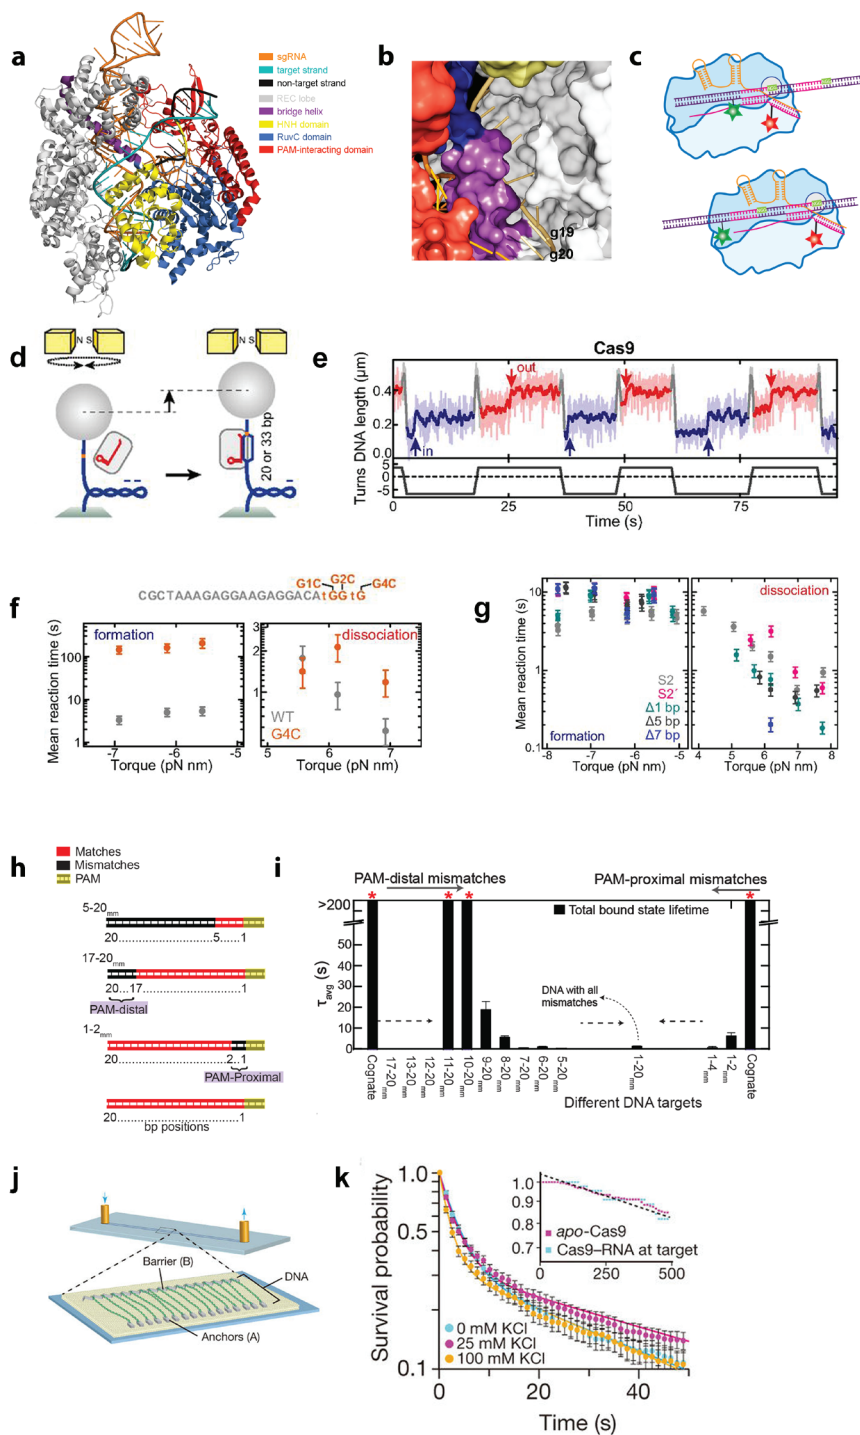 a
sgRNA
target strand
non-target strand
REC lobe
bridge helix
HNH domain
RuvC domain
PAM-interacting domain
b
g19
g20
c
d
N S
N S
20 or 33 bp
e
Cas9
DNA length (µm)
0.4
0.2
0.0
out
in
Turns
0
-5
25
50
75
Time (s)
f
G1C
G2C
G4C
CGCTAAAGAGGAAGAGGACAtGGtG
Mean reaction time (s)
100
10
1
formation
-7
-6
-5
Torque (pN nm)
3
2
1
dissociation
WT
G4C
5
6
7
Torque (pN nm)
g
Mean reaction time (s)
10
1
0.1
dissociation
S2
S2´
Δ1 bp
Δ5 bp
Δ7 bp
formation
-8
-7
-6
-5
Torque (pN nm)
4
5
6
7
8
Torque (pN nm)
h
Matches
Mismatches
PAM
5-20mm
20
5
1
17-20mm
20
17
1
PAM-distal
1-2mm
20
2
1
PAM-Proximal
20
1
bp positions
i
PAM-distal mismatches
PAM-proximal mismatches
* * * *
>200
Total bound state lifetime
τavg (s)
50
40
30
20
10
0
DNA with all
mismatches
Cognate
17-20mm
13-20mm
12-20mm
11-20mm
10-20mm
9-20mm
8-20mm
7-20mm
6-20mm
5-20mm
1-20mm
1-4mm
1-2mm
Cognate
Different DNA targets
j
Barrier (B)
DNA
Anchors (A)
k
Survival probability
1.0
0.5
0.1
0 mM KCl
25 mM KCl
100 mM KCl
0
20
40
Time (s)
1.0
0.9
0.8
0.7
apo-Cas9
Cas9–RNA at target
0
250
500